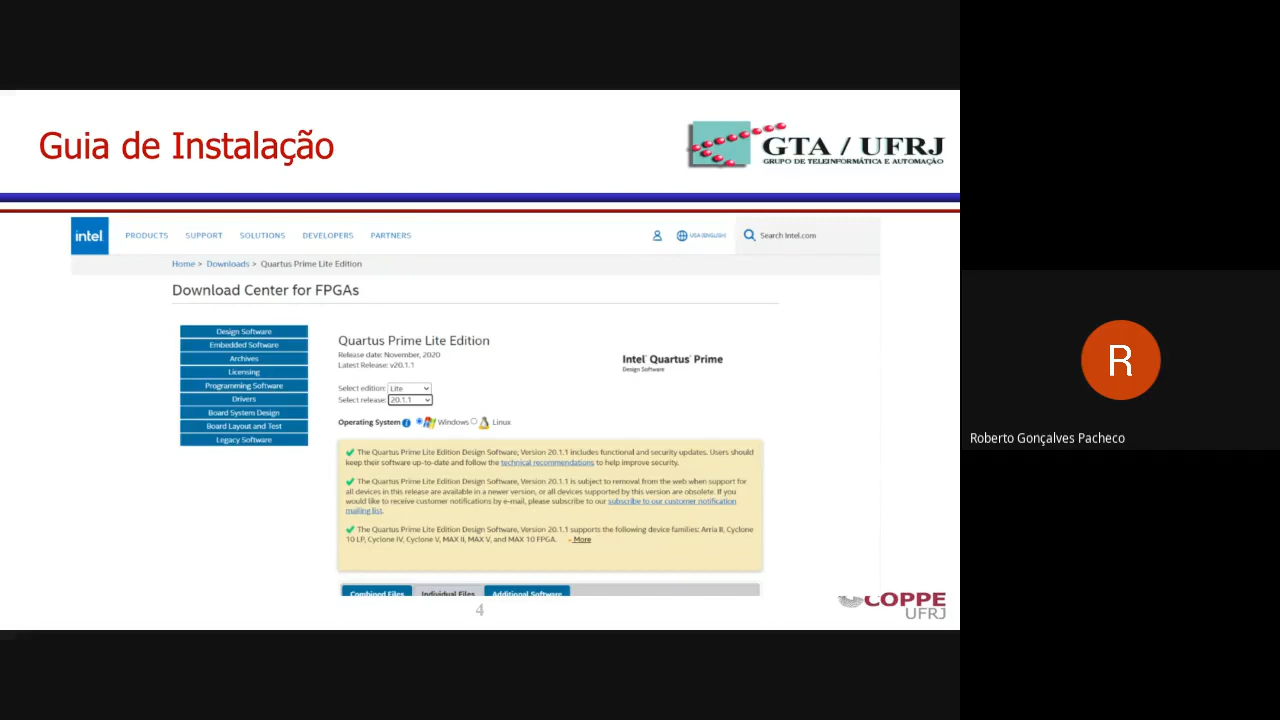 Guia de Instalação
GTA / UFRJ
GRUPO DE TELEINFORMÁTICA E AUTOMAÇÃO
intel
PRODUCTS SUPPORT SOLUTIONS DEVELOPERS PARTNERS
USA (ENGLISH)
Search Intel.com
Home > Downloads > Quartus Prime Lite Edition
Download Center for FPGAs
Design Software
Embedded Software
Archives
Licensing
Programming Software
Drivers
Board System Design
Board Layout and Test
Legacy Software
Quartus Prime Lite Edition
Release date: November, 2020
Latest Release: v20.1.1
Intel® Quartus® Prime
Design Software
Select edition: Lite
Select release: 20.1.1
Operating System Windows Linux
The Quartus Prime Lite Edition Design Software, Version 20.1.1 includes functional and security updates. Users should
keep their software up-to-date and follow the technical recommendations to help improve security.
The Quartus Prime Lite Edition Design Software, Version 20.1.1 is subject to removal from the web when support for
all devices in this release are available in a newer version, or all devices supported by this version are obsolete. If you
would like to receive customer notifications by e-mail, please subscribe to our subscribe to our customer notification
mailing list.
The Quartus Prime Lite Edition Design Software, Version 20.1.1 supports the following device families: Arria II, Cyclone
10 LP, Cyclone IV, Cyclone V, MAX II, MAX V, and MAX 10 FPGA. More
Combined Files Individual Files Additional Software
4
COPPE
UFRJ
R
Roberto Gonçalves Pacheco